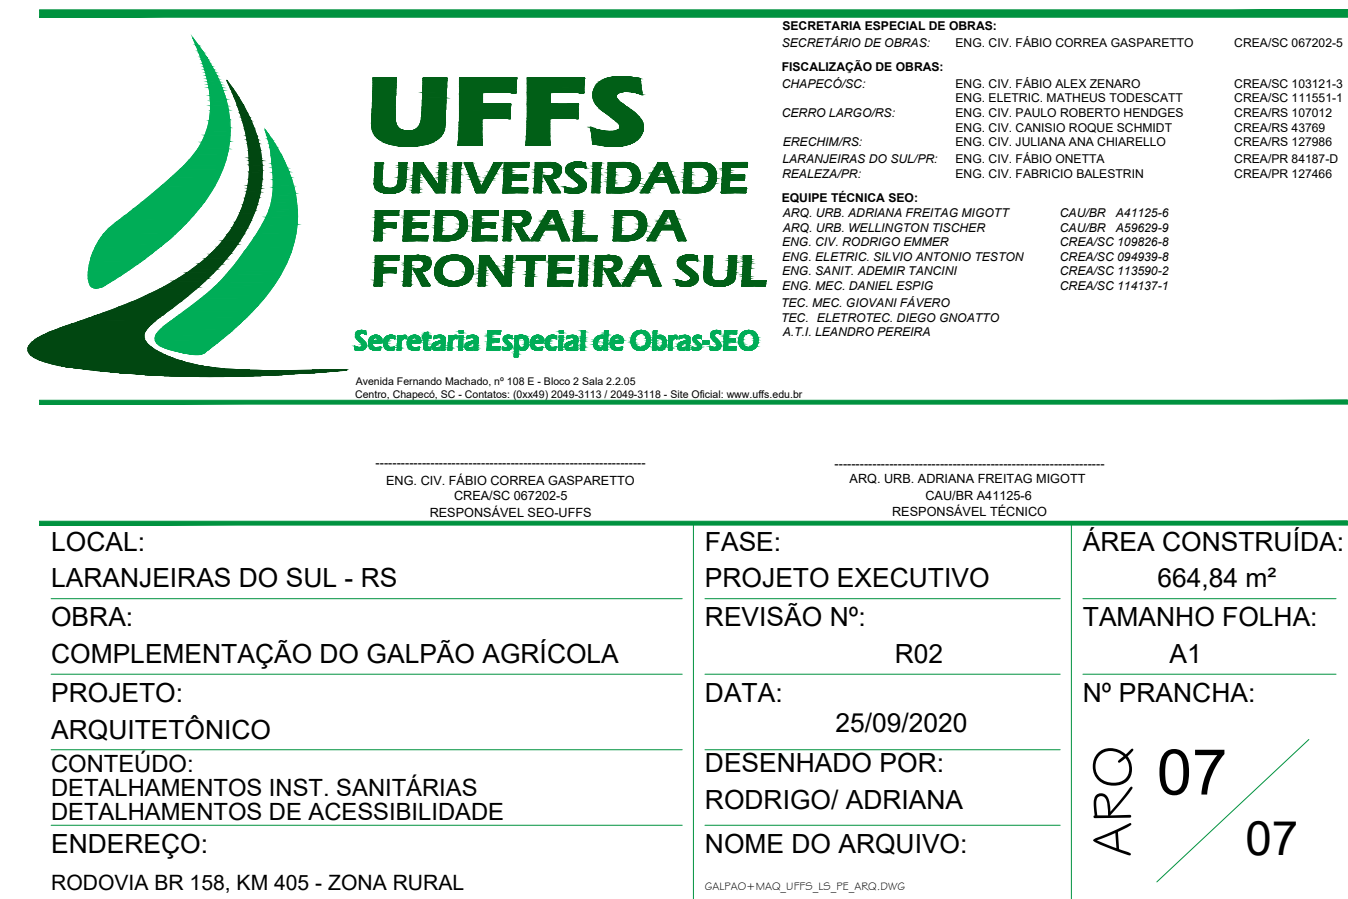 UFFS
UNIVERSIDADE
FEDERAL DA
FRONTEIRA SUL
Secretaria Especial de Obras-SEO
Avenida Fernando Machado, nº 108 E - Bloco 2 Sala 2.2.05
Centro, Chapecó, SC - Contatos: (0xx49) 2049-3113 / 2049-3118 - Site Oficial: www.uffs.edu.br
SECRETARIA ESPECIAL DE OBRAS:
SECRETÁRIO DE OBRAS: ENG. CIV. FÁBIO CORREA GASPARETTO CREA/SC 067202-5
FISCALIZAÇÃO DE OBRAS:
CHAPECÓ/SC: ENG. CIV. FÁBIO ALEX ZENARO CREA/SC 103121-3
ENG. ELETRIC. MATHEUS TODESCATT CREA/SC 111551-1
CERRO LARGO/RS: ENG. CIV. PAULO ROBERTO HENDGES CREA/RS 107012
ENG. CIV. CANISIO ROQUE SCHMIDT CREA/RS 43769
ERECHIM/RS: ENG. CIV. JULIANA ANA CHIARELLO CREA/RS 127986
LARANJEIRAS DO SUL/PR: ENG. CIV. FÁBIO ONETTA CREA/PR 84187-D
REALEZA/PR: ENG. CIV. FABRICIO BALESTRIN CREA/PR 127466
EQUIPE TÉCNICA SEO:
ARQ. URB. ADRIANA FREITAG MIGOTT CAU/BR A41125-6
ARQ. URB. WELLINGTON TISCHER CAU/BR A59629-9
ENG. CIV. RODRIGO EMMER CREA/SC 109826-8
ENG. ELETRIC. SILVIO ANTONIO TESTON CREA/SC 094939-8
ENG. SANIT. ADEMIR TANCINI CREA/SC 113590-2
ENG. MEC. DANIEL ESPIG CREA/SC 114137-1
TEC. MEC. GIOVANI FÁVERO
TEC. ELETROTEC. DIEGO GNOATTO
A.T.I. LEANDRO PEREIRA
ENG. CIV. FÁBIO CORREA GASPARETTO
CREA/SC 067202-5
RESPONSÁVEL SEO-UFFS
ARQ. URB. ADRIANA FREITAG MIGOTT
CAU/BR A41125-6
RESPONSÁVEL TÉCNICO
LOCAL:
LARANJEIRAS DO SUL - RS
OBRA:
COMPLEMENTAÇÃO DO GALPÃO AGRÍCOLA
PROJETO:
ARQUITETÔNICO
CONTEÚDO:
DETALHAMENTOS INST. SANITÁRIAS
DETALHAMENTOS DE ACESSIBILIDADE
ENDEREÇO:
RODOVIA BR 158, KM 405 - ZONA RURAL
FASE:
PROJETO EXECUTIVO
REVISÃO Nº:
R02
DATA:
25/09/2020
DESENHADO POR:
RODRIGO/ ADRIANA
NOME DO ARQUIVO:
GALPAO+MAQ_UFFS_LS_PE_ARQ.DWG
ÁREA CONSTRUÍDA:
664,84 m²
TAMANHO FOLHA:
A1
Nº PRANCHA:
ARQ
07
07